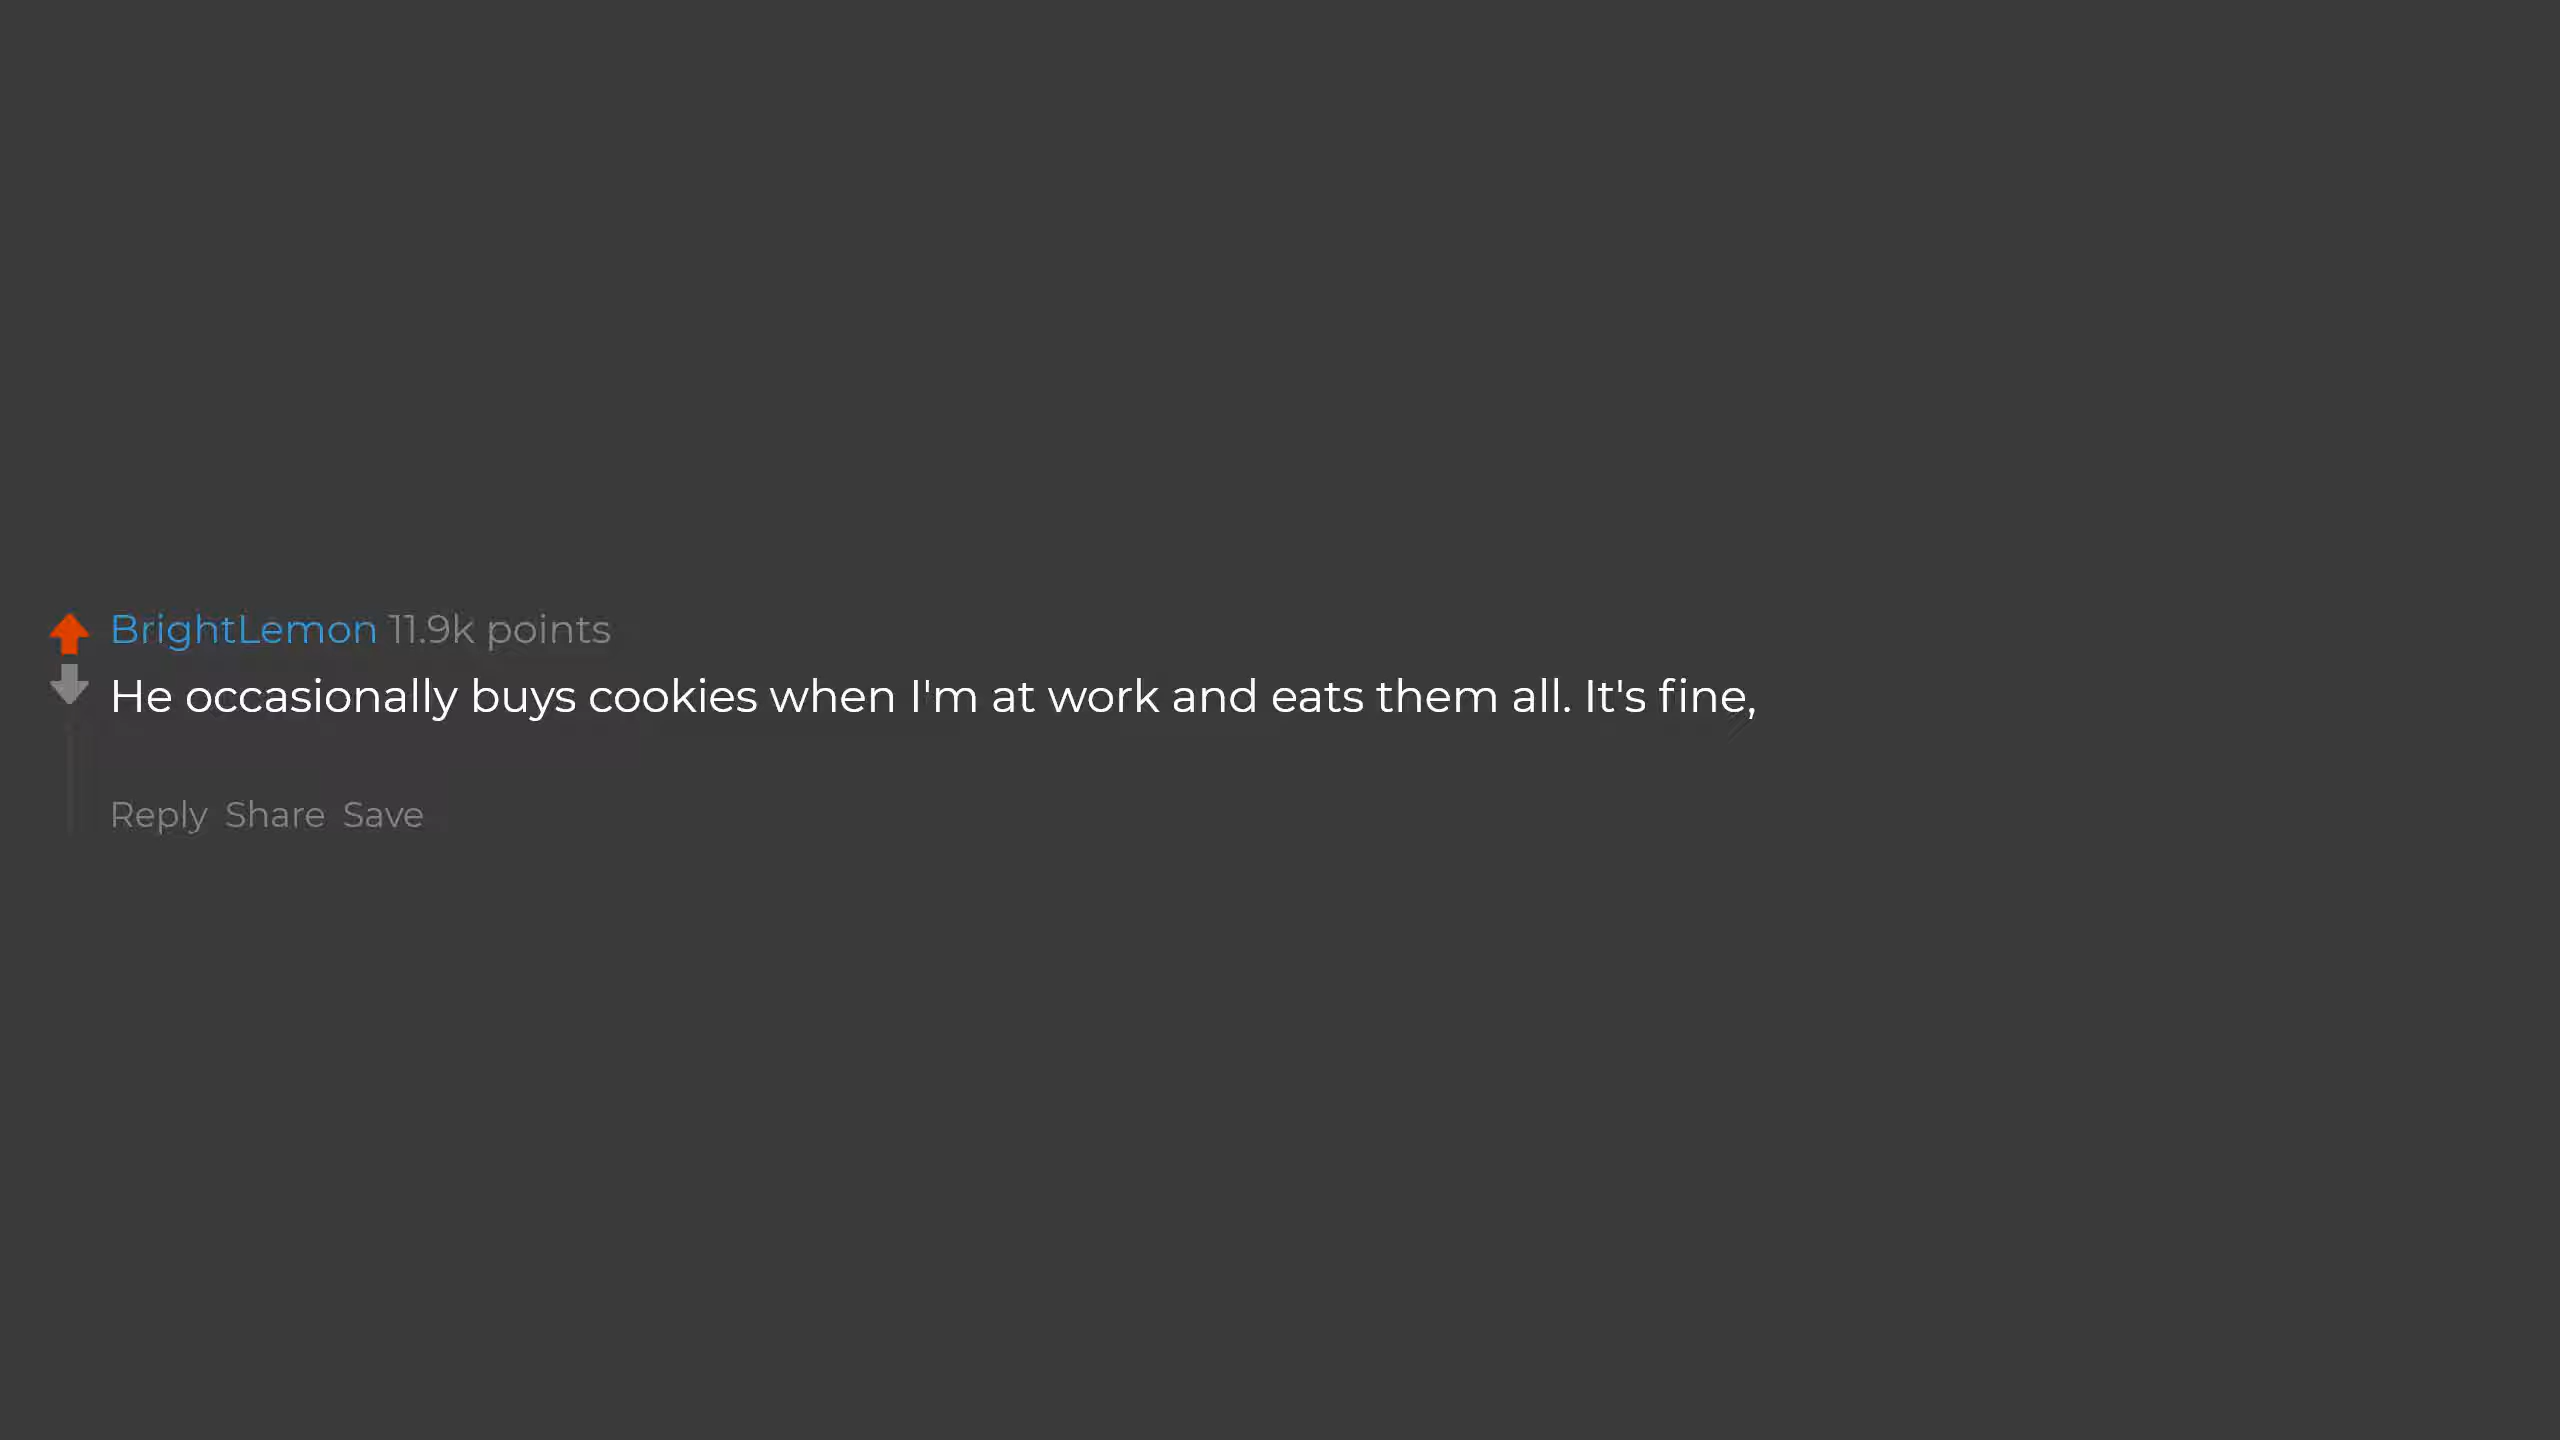 BrightLemon 11.9k points
He occasionally buys cookies when I'm at work and eats them all. It's fine,
Reply Share Save